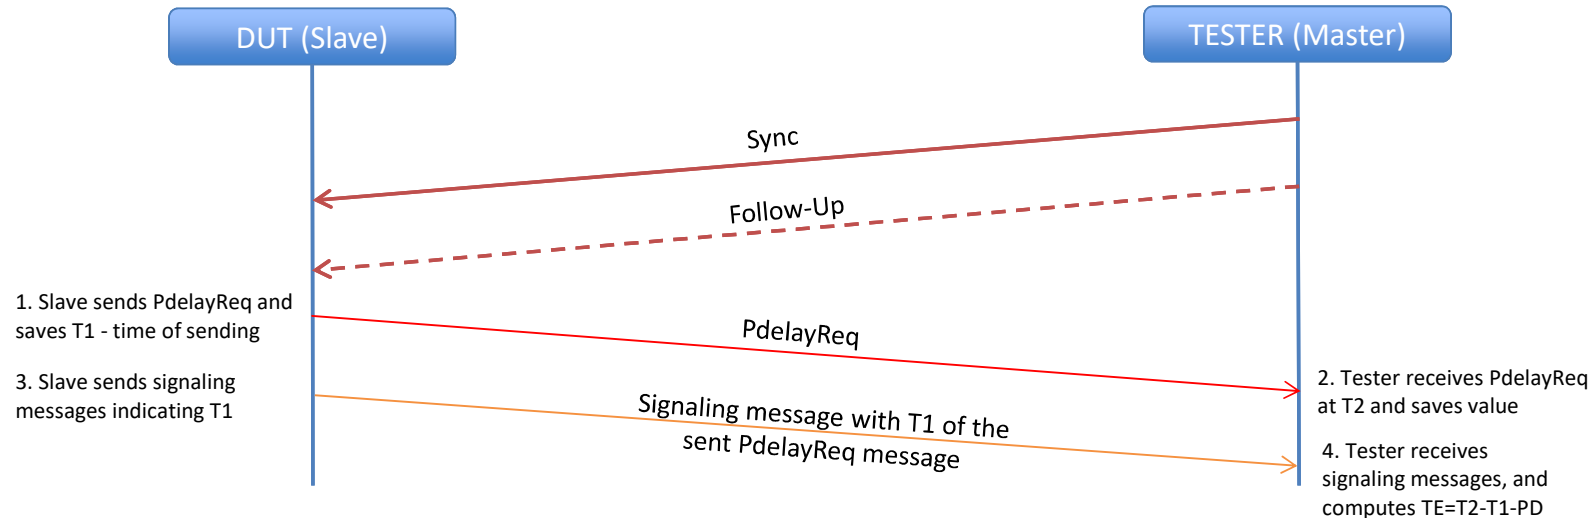 DUT (Slave)
TESTER (Master)
Sync
Follow-Up
1. Slave sends PdelayReq and
saves T1 - time of sending
PdelayReq
3. Slave sends signaling
messages indicating T1
2. Tester receives PdelayReq
at T2 and saves value
Signaling message with T1 of the
sent PdelayReq message
4. Tester receives
signaling messages, and
computes TE=T2-T1-PD